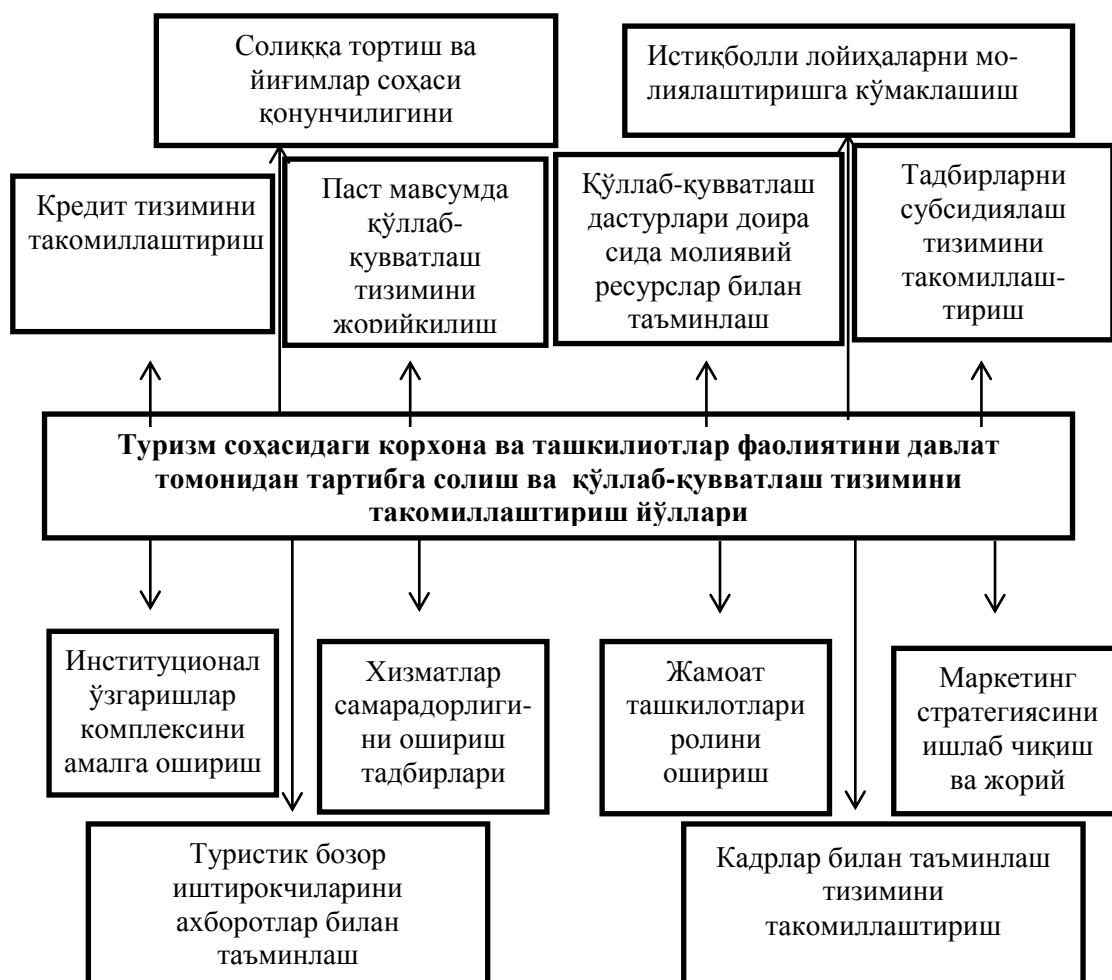 Солиққа тортиш ва
йиғимлар соҳаси
қонунчилигини
Истиқболли лойиҳаларни мо-
лиялаштиришга кўмаклашиш
Кредит тизимини
такомиллаштириш
Паст мавсумда
қўллаб-
қувватлаш
тизимини
жорийкилиш
Қўллаб-қувватлаш
дастурлари доира
сида молиявий
ресурслар билан
таъминлаш
Тадбирларни
субсидиялаш
тизимини
такомиллаш-
тириш
Туризм соҳасидаги корхона ва ташкилиотлар фаолиятини давлат
томонидан тартибга солиш ва қўллаб-қувватлаш тизимини
такомиллаштириш йўллари
Институционал
ўзгаришлар
комплексини
амалга ошириш
Хизматлар
самарадорлиги-
ни ошириш
тадбирлари
Жамоат
ташкилотлари
ролини
ошириш
Маркетинг
стратегиясини
ишлаб чиқиш
ва жорий
Туристик бозор
иштирокчиларини
ахборотлар билан
таъминлаш
Кадрлар билан таъминлаш
тизимини
такомиллаштириш